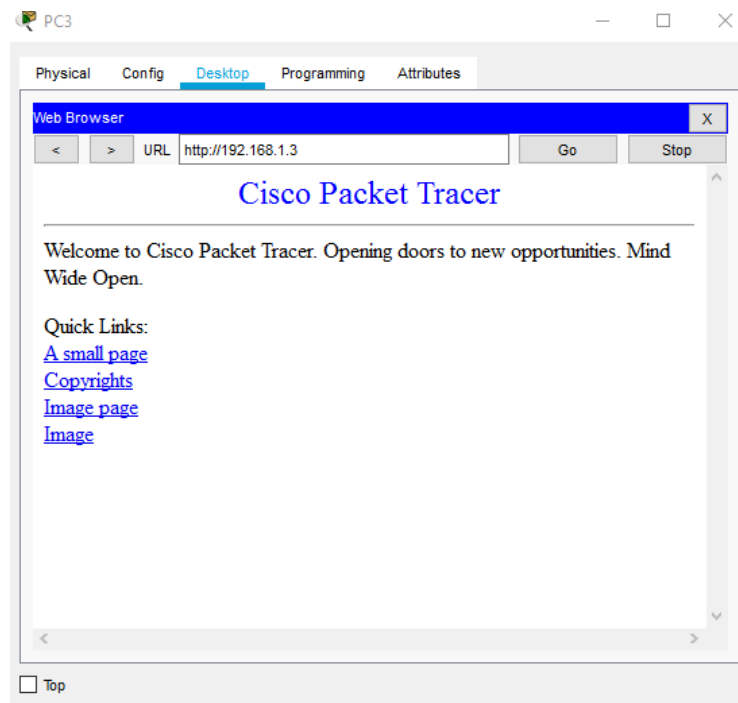 PC3
Physical Config Desktop Programming Attributes
Web Browser X
< > URL http://192.168.1.3 Go Stop
Cisco Packet Tracer
Welcome to Cisco Packet Tracer. Opening doors to new opportunities. Mind
Wide Open.
Quick Links:
A small page
Copyrights
Image page
Image
Top